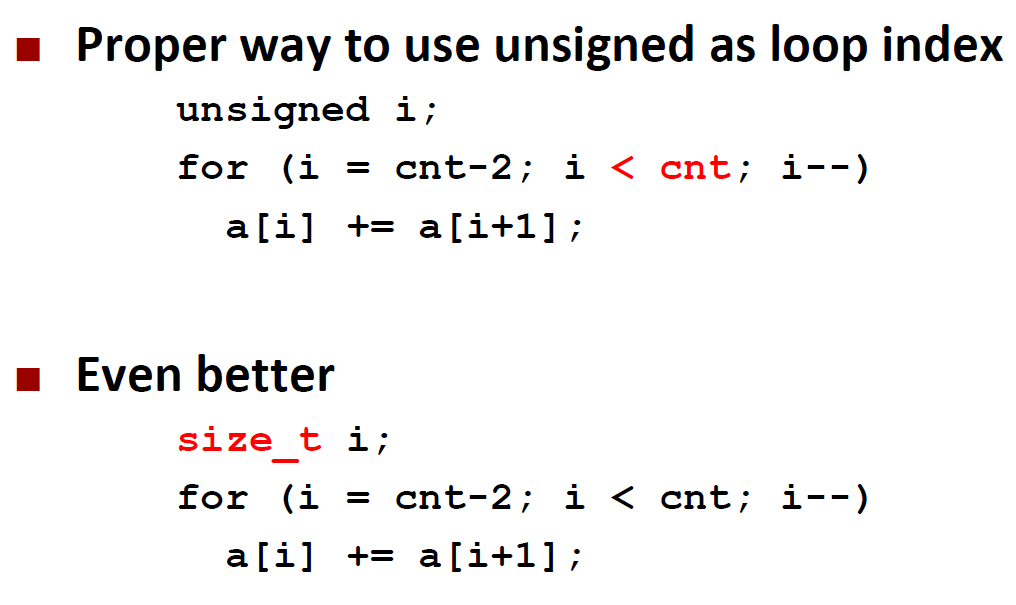 Proper way to use unsigned as loop index
unsigned i;
for (i = cnt-2; i < cnt; i--)
a[i] += a[i+1];
Even better
size_t i;
for (i = cnt-2; i < cnt; i--)
a[i] += a[i+1];